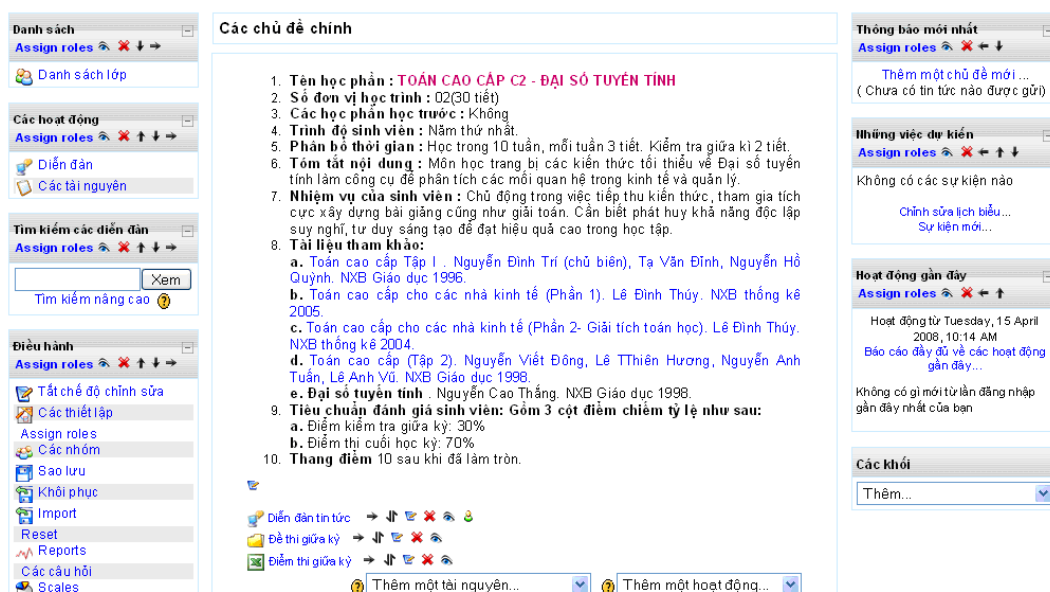 Danh sách
Assign roles
Danh sách lớp
Các hoạt động
Assign roles
Diễn đàn
Các tài nguyên
Tìm kiếm các diễn đàn
Assign roles
Xem
Tìm kiếm nâng cao
Điều hành
Assign roles
Tắt chế độ chỉnh sửa
Các thiết lập
Assign roles
Các nhóm
Sao lưu
Khôi phục
Import
Reset
Reports
Các câu hỏi
Scales
Các chủ đề chính
1. Tên học phần : TOÁN CAO CẤP C2 - ĐẠI SỐ TUYẾN TÍNH
2. Số đơn vị học trình : 02(30 tiết)
3. Các học phần học trước : Không
4. Trình độ sinh viên : Năm thứ nhất.
5. Phân bổ thời gian : Học trong 10 tuần, mỗi tuần 3 tiết. Kiểm tra giữa kì 2 tiết.
6. Tóm tắt nội dung : Môn học trang bị các kiến thức tối thiểu về Đại số tuyến
tính làm công cụ để phân tích các mối quan hệ trong kinh tế và quản lý.
7. Nhiệm vụ của sinh viên : Chủ động trong việc tiếp thu kiến thức, tham gia tích
cực xây dựng bài giảng cũng như giải toán. Cần biết phát huy khả năng độc lập
suy nghĩ, tư duy sáng tạo để đạt hiệu quả cao trong học tập.
8. Tài liệu tham khảo:
a. Toán cao cấp Tập I . Nguyễn Đình Trí (chủ biên), Tạ Văn Đĩnh, Nguyễn Hồ
Quỳnh. NXB Giáo dục 1996.
b. Toán cao cấp cho các nhà kinh tế (Phần 1). Lê Đình Thúy. NXB thống kê
2005.
c. Toán cao cấp cho các nhà kinh tế (Phần 2- Giải tích toán học). Lê Đình Thúy.
NXB thống kê 2004.
d. Toán cao cấp (Tập 2). Nguyễn Viết Đông, Lê TThiên Hương, Nguyễn Anh
Tuấn, Lê Anh Vũ. NXB Giáo dục 1998.
e. Đại số tuyến tính . Nguyễn Cao Thắng. NXB Giáo dục 1998.
9. Tiêu chuẩn đánh giá sinh viên: Gồm 3 cột điểm chiếm tỷ lệ như sau:
a. Điểm kiểm tra giữa kỳ: 30%
b. Điểm thi cuối học kỳ: 70%
10. Thang điểm 10 sau khi đã làm tròn.
Diễn đàn tin tức
Đề thi giữa kỳ
Điểm thi giữa kỳ
Thêm một tài nguyên...
Thêm một hoạt động...
Thông báo mới nhất
Assign roles
Thêm một chủ đề mới ...
( Chưa có tin tức nào được gửi)
Những việc dự kiến
Assign roles
Không có các sự kiện nào
Chỉnh sửa lịch biểu...
Sự kiện mới...
Hoạt động gần đây
Assign roles
Hoạt động từ Tuesday, 15 April
2008, 10:14 AM
Báo cáo đầy đủ về các hoạt động
gần đây...
Không có gì mới từ lần đăng nhập
gần đây nhất của bạn
Các khối
Thêm...